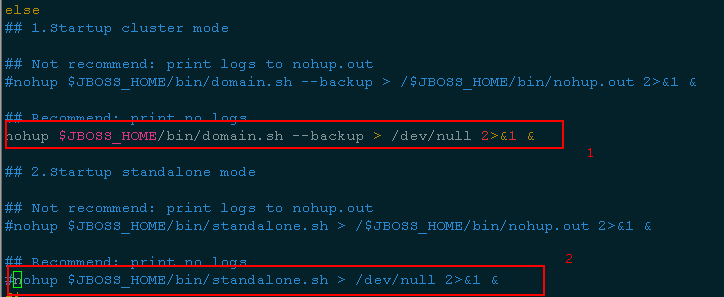 else
## 1.Startup cluster mode
## Not recommend: print logs to nohup.out
#nohup $JBOSS_HOME/bin/domain.sh --backup > /$JBOSS_HOME/bin/nohup.out 2>&1 &
## Recommend: print no logs
nohup $JBOSS_HOME/bin/domain.sh --backup > /dev/null 2>&1 &
1
## 2.Startup standalone mode
## Not recommend: print logs to nohup.out
#nohup $JBOSS_HOME/bin/standalone.sh > /$JBOSS_HOME/bin/nohup.out 2>&1 &
## Recommend: print no logs
2
#nohup $JBOSS_HOME/bin/standalone.sh > /dev/null 2>&1 &